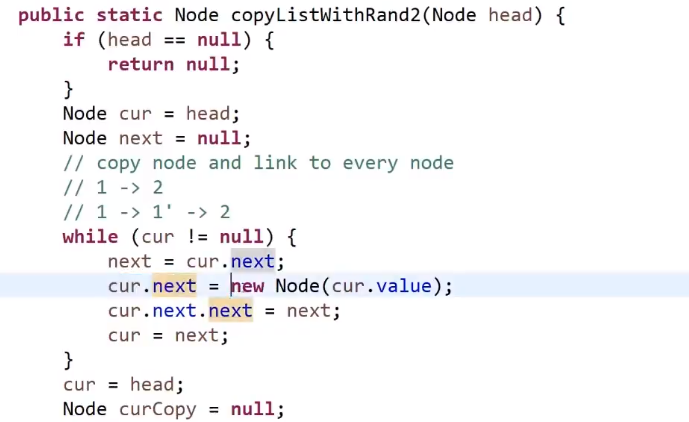 public static Node copyListWithRand2(Node head) {
    if (head == null) {
        return null;
    }
    Node cur = head;
    Node next = null;
    // copy node and link to every node
    // 1 -> 2
    // 1 -> 1' -> 2
    while (cur != null) {
        next = cur.next;
        cur.next = new Node(cur.value);
        cur.next.next = next;
        cur = next;
    }
    cur = head;
    Node curCopy = null;